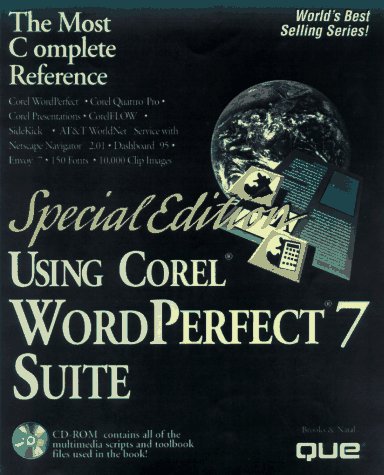 The Most
C omplete
Reference
World's Best
Selling Series!
Corel WordPerfect • Corel Quattro Pro •
Corel Presentations • CorelFLOW •
SideKick • AT&T WorldNet Service with
Netscape Navigator 2.01 • Dashboard 95 •
Envoy 7 • 150 Fonts • 10,000 Clip Images
Special Edition
USING COREL®
WORDPERFECT® 7
SUITE
CD-ROM contains all of the
multimedia scripts and toolbook
files used in the book!
Brooks & Natal
QUE®